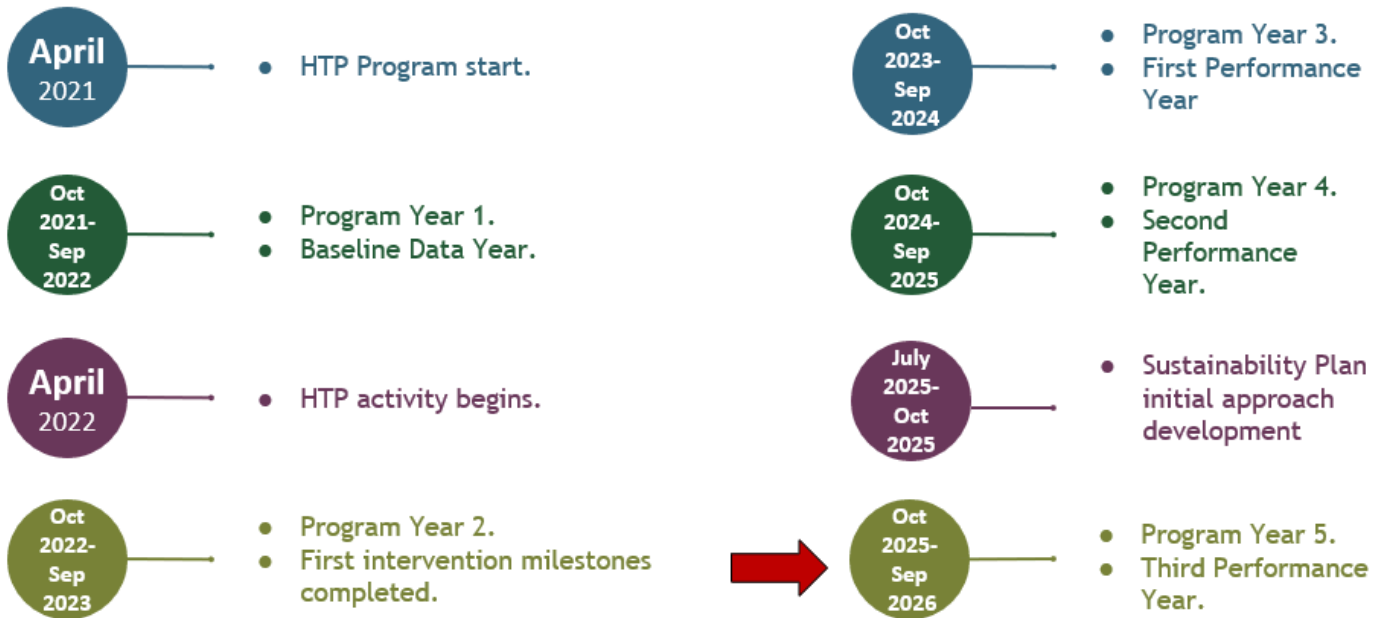 April
2021
● HTP Program start.
Oct
2021-
Sep
2022
● Program Year 1.
● Baseline Data Year.
April
2022
● HTP activity begins.
Oct
2022-
Sep
2023
● Program Year 2.
● First intervention milestones
completed.
Oct
2023-
Sep
2024
● Program Year 3.
● First Performance
Year
Oct
2024-
Sep
2025
● Program Year 4.
● Second
Performance
Year.
July
2025-
Oct
2025
● Sustainability Plan
initial approach
development
Oct
2025-
Sep
2026
● Program Year 5.
● Third Performance
Year.